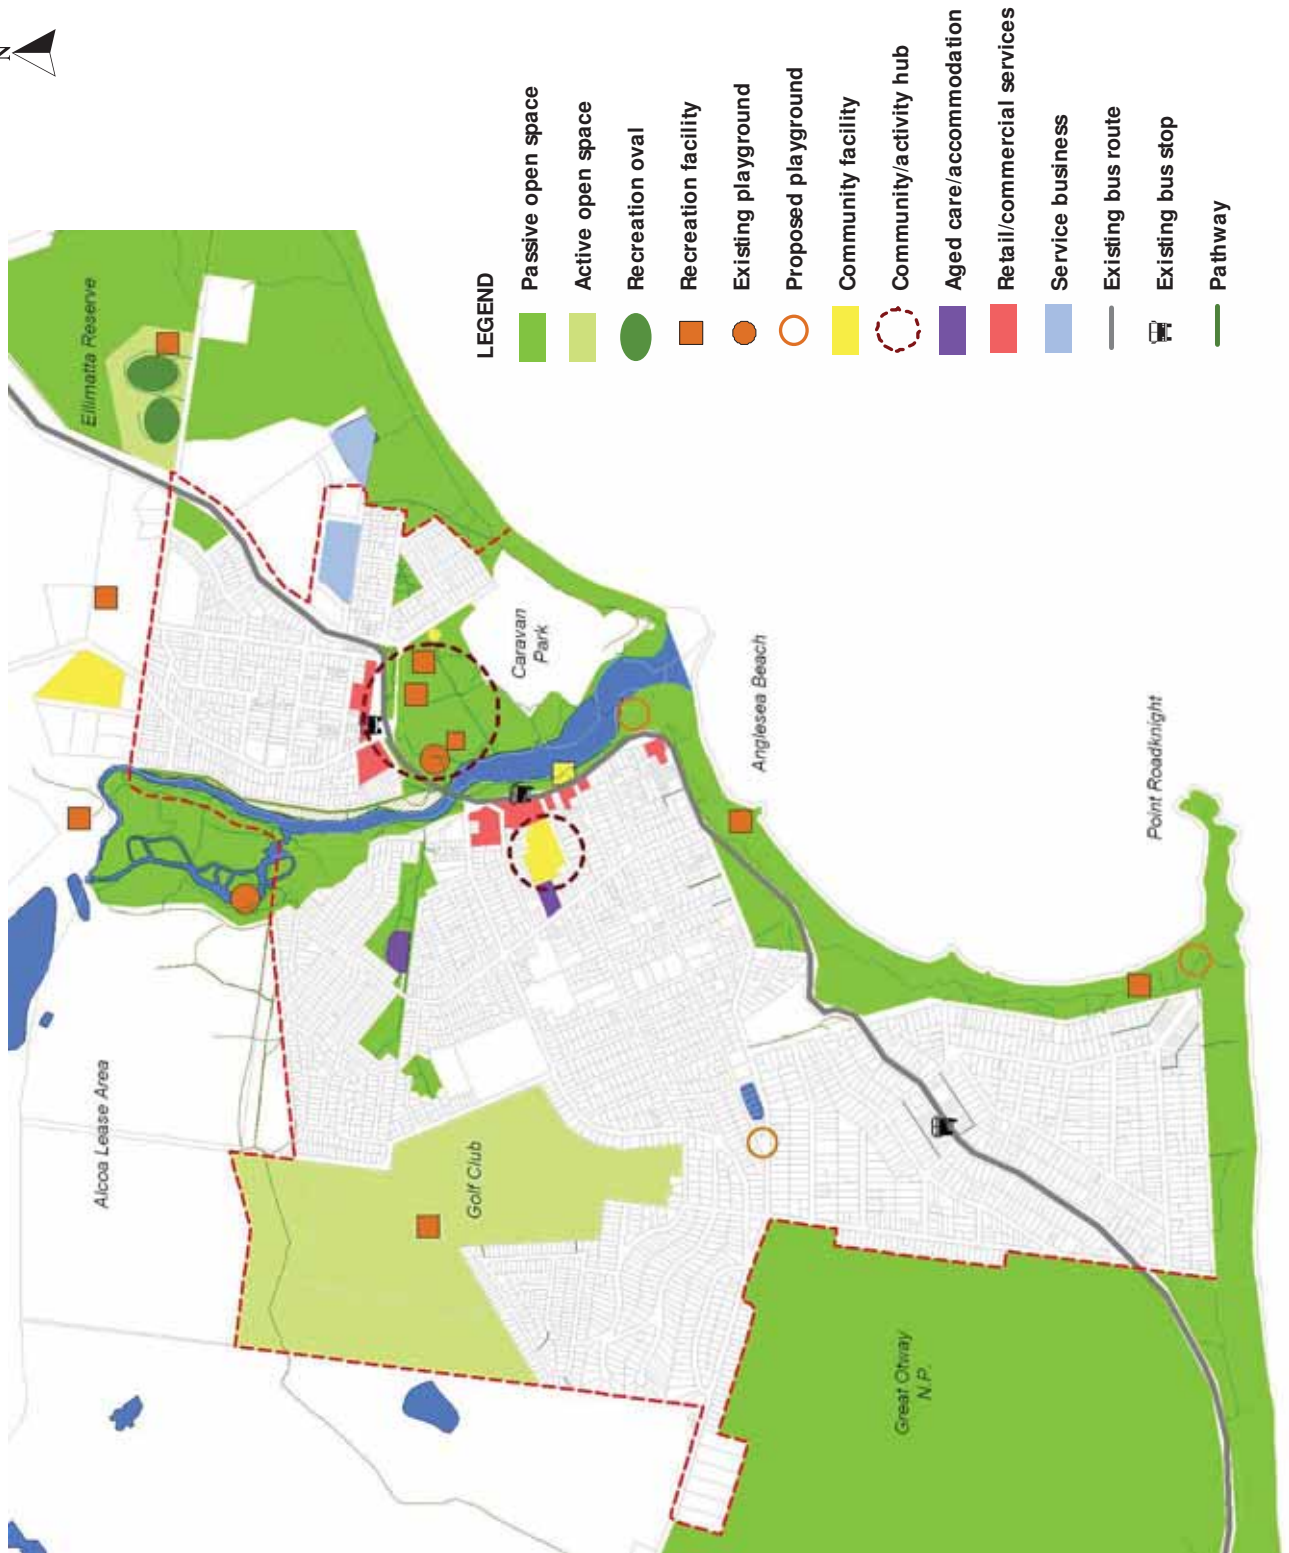 N
Ellimatta Reserve
Caravan
Park
Anglesea Beach
Point Roadknight
Alcoa Lease Area
Golf Club
Great Otway
N.P.
LEGEND
Passive open space
Active open space
Recreation oval
Recreation facility
Existing playground
Proposed playground
Community facility
Community/activity hub
Aged care/accommodation
Retail/commercial services
Service business
Existing bus route
Existing bus stop
Pathway